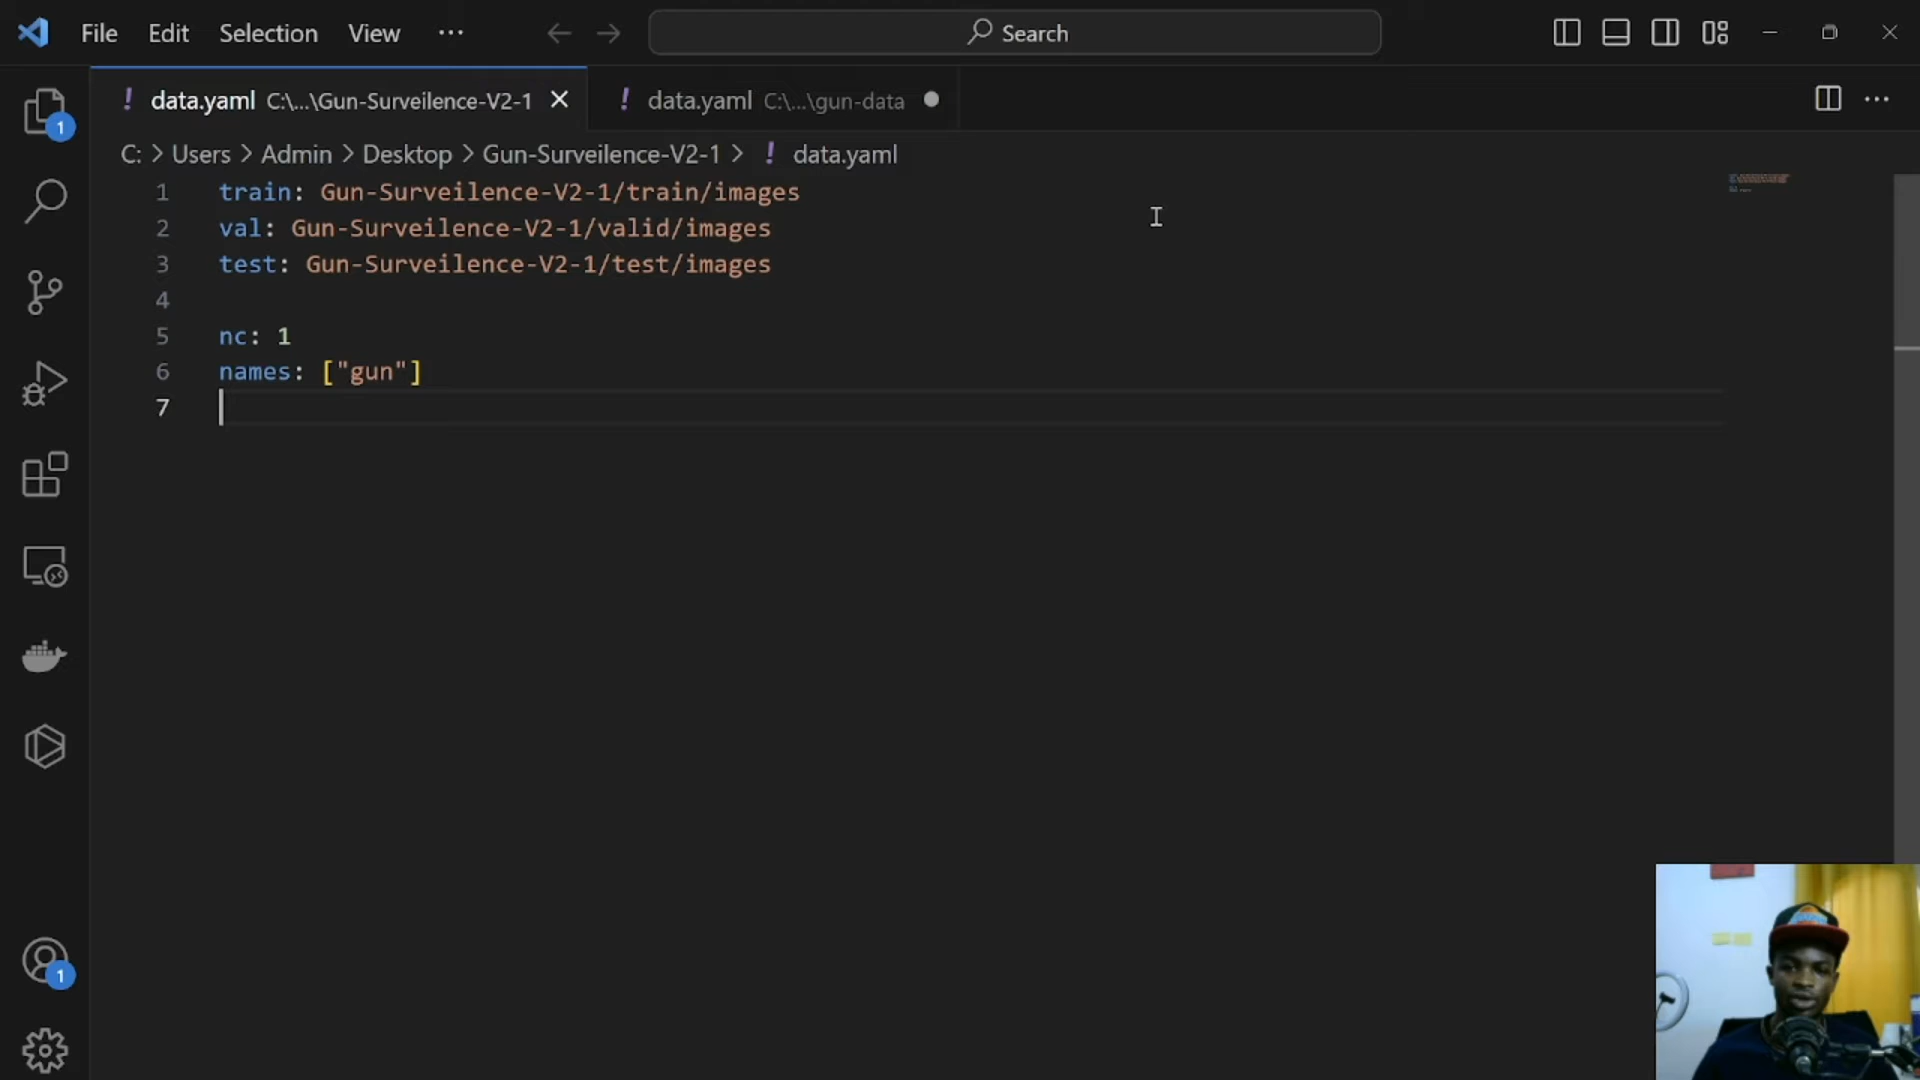 File Edit Selection View ··· Search
! data.yaml C:\...\Gun-Surveilence-V2-1 ! data.yaml C:\...\gun-data
C: > Users > Admin > Desktop > Gun-Surveilence-V2-1 > ! data.yaml
1 train: Gun-Surveilence-V2-1/train/images
2 val: Gun-Surveilence-V2-1/valid/images
3 test: Gun-Surveilence-V2-1/test/images
4
5 nc: 1
6 names: ["gun"]
7
1
1